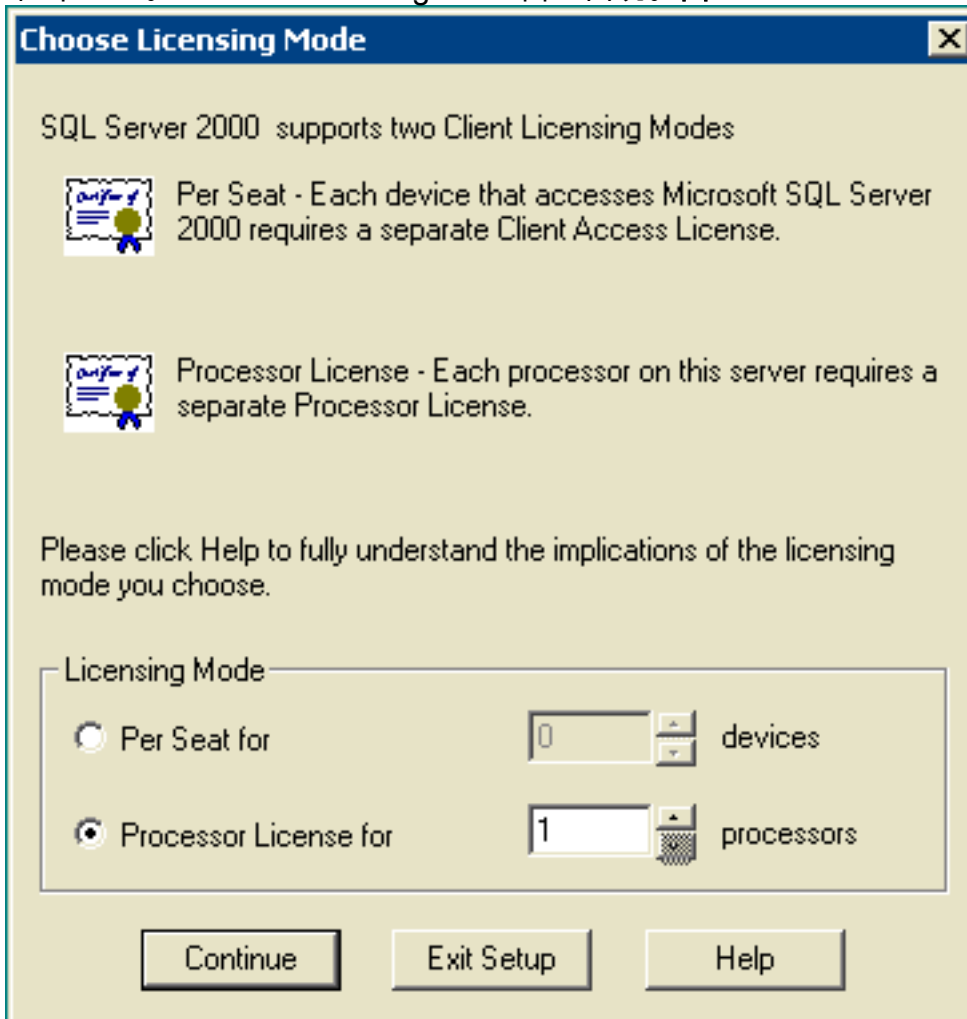 Choose Licensing Mode
SQL Server 2000 supports two Client Licensing Modes
Per Seat - Each device that accesses Microsoft SQL Server
2000 requires a separate Client Access License.
Processor License - Each processor on this server requires a
separate Processor License.
Please click Help to fully understand the implications of the licensing
mode you choose.
Licensing Mode
Per Seat for 0 devices
Processor License for 1 processors
Continue Exit Setup Help